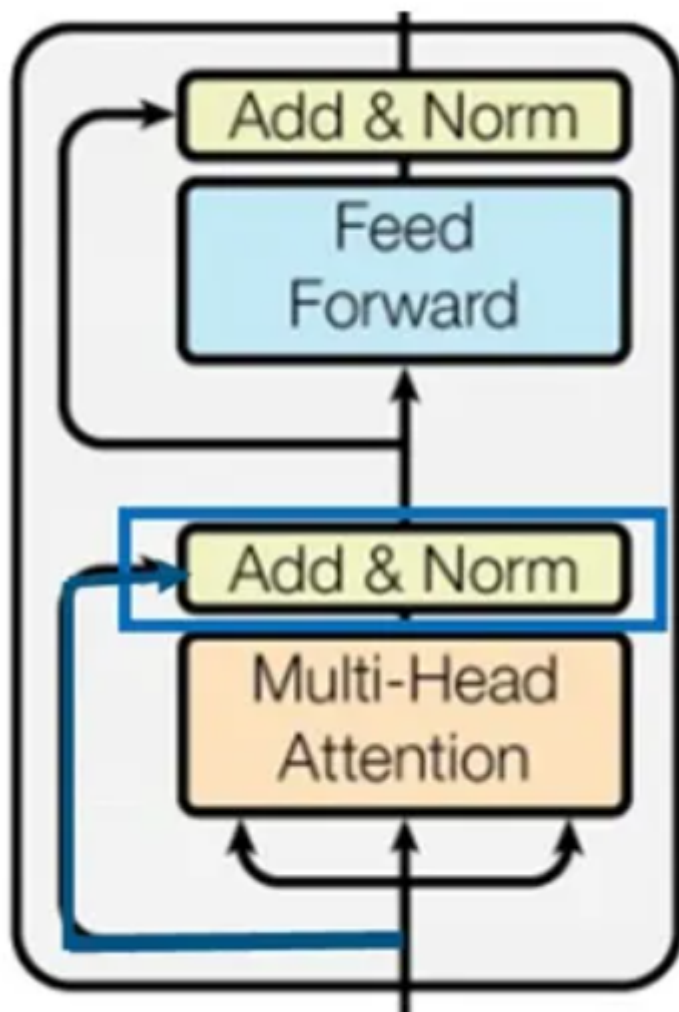 Add & Norm
Feed
Forward
Add & Norm
Multi-Head
Attention